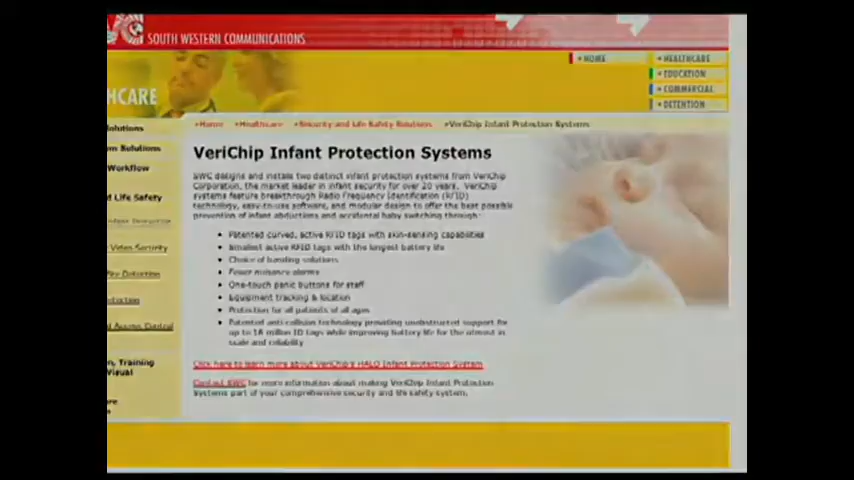 SOUTH WESTERN COMMUNICATIONS
HOME
HEALTHCARE
EDUCATION
COMMERCIAL
DETENTION
HCARE
Home Healthcare Security and Life Safety Solutions VeriChip Infant Protection Systems
olutions
m Solutions
Workflow
d Life Safety
Video Security
d Access Control
n, Training
Visual
re
VeriChip Infant Protection Systems
SWC designs and installs two distinct infant protection systems from VeriChip
Corporation, the market leader in infant security for over 20 years. VeriChip
systems feature breakthrough Radio Frequency Identification (RFID)
technology, easy-to-use software, and modular design to offer the best possible
prevention of infant abductions and accidental baby switching through:
• Patented curved, active RFID tags with skin-sensing capabilities
• Smallest active RFID tags with the longest battery life
• Choice of banding solutions
• Fewer nuisance alarms
• One-touch panic buttons for staff
• Equipment tracking & location
• Protection for all patients of all ages
• Patented anti-collision technology providing unobstructed support for
up to 16 million ID tags while improving battery life for the utmost in
scale and reliability
Click here to learn more about VeriChip's HALO Infant Protection System
Contact SWC for more information about making VeriChip Infant Protection
Systems part of your comprehensive security and life safety system.